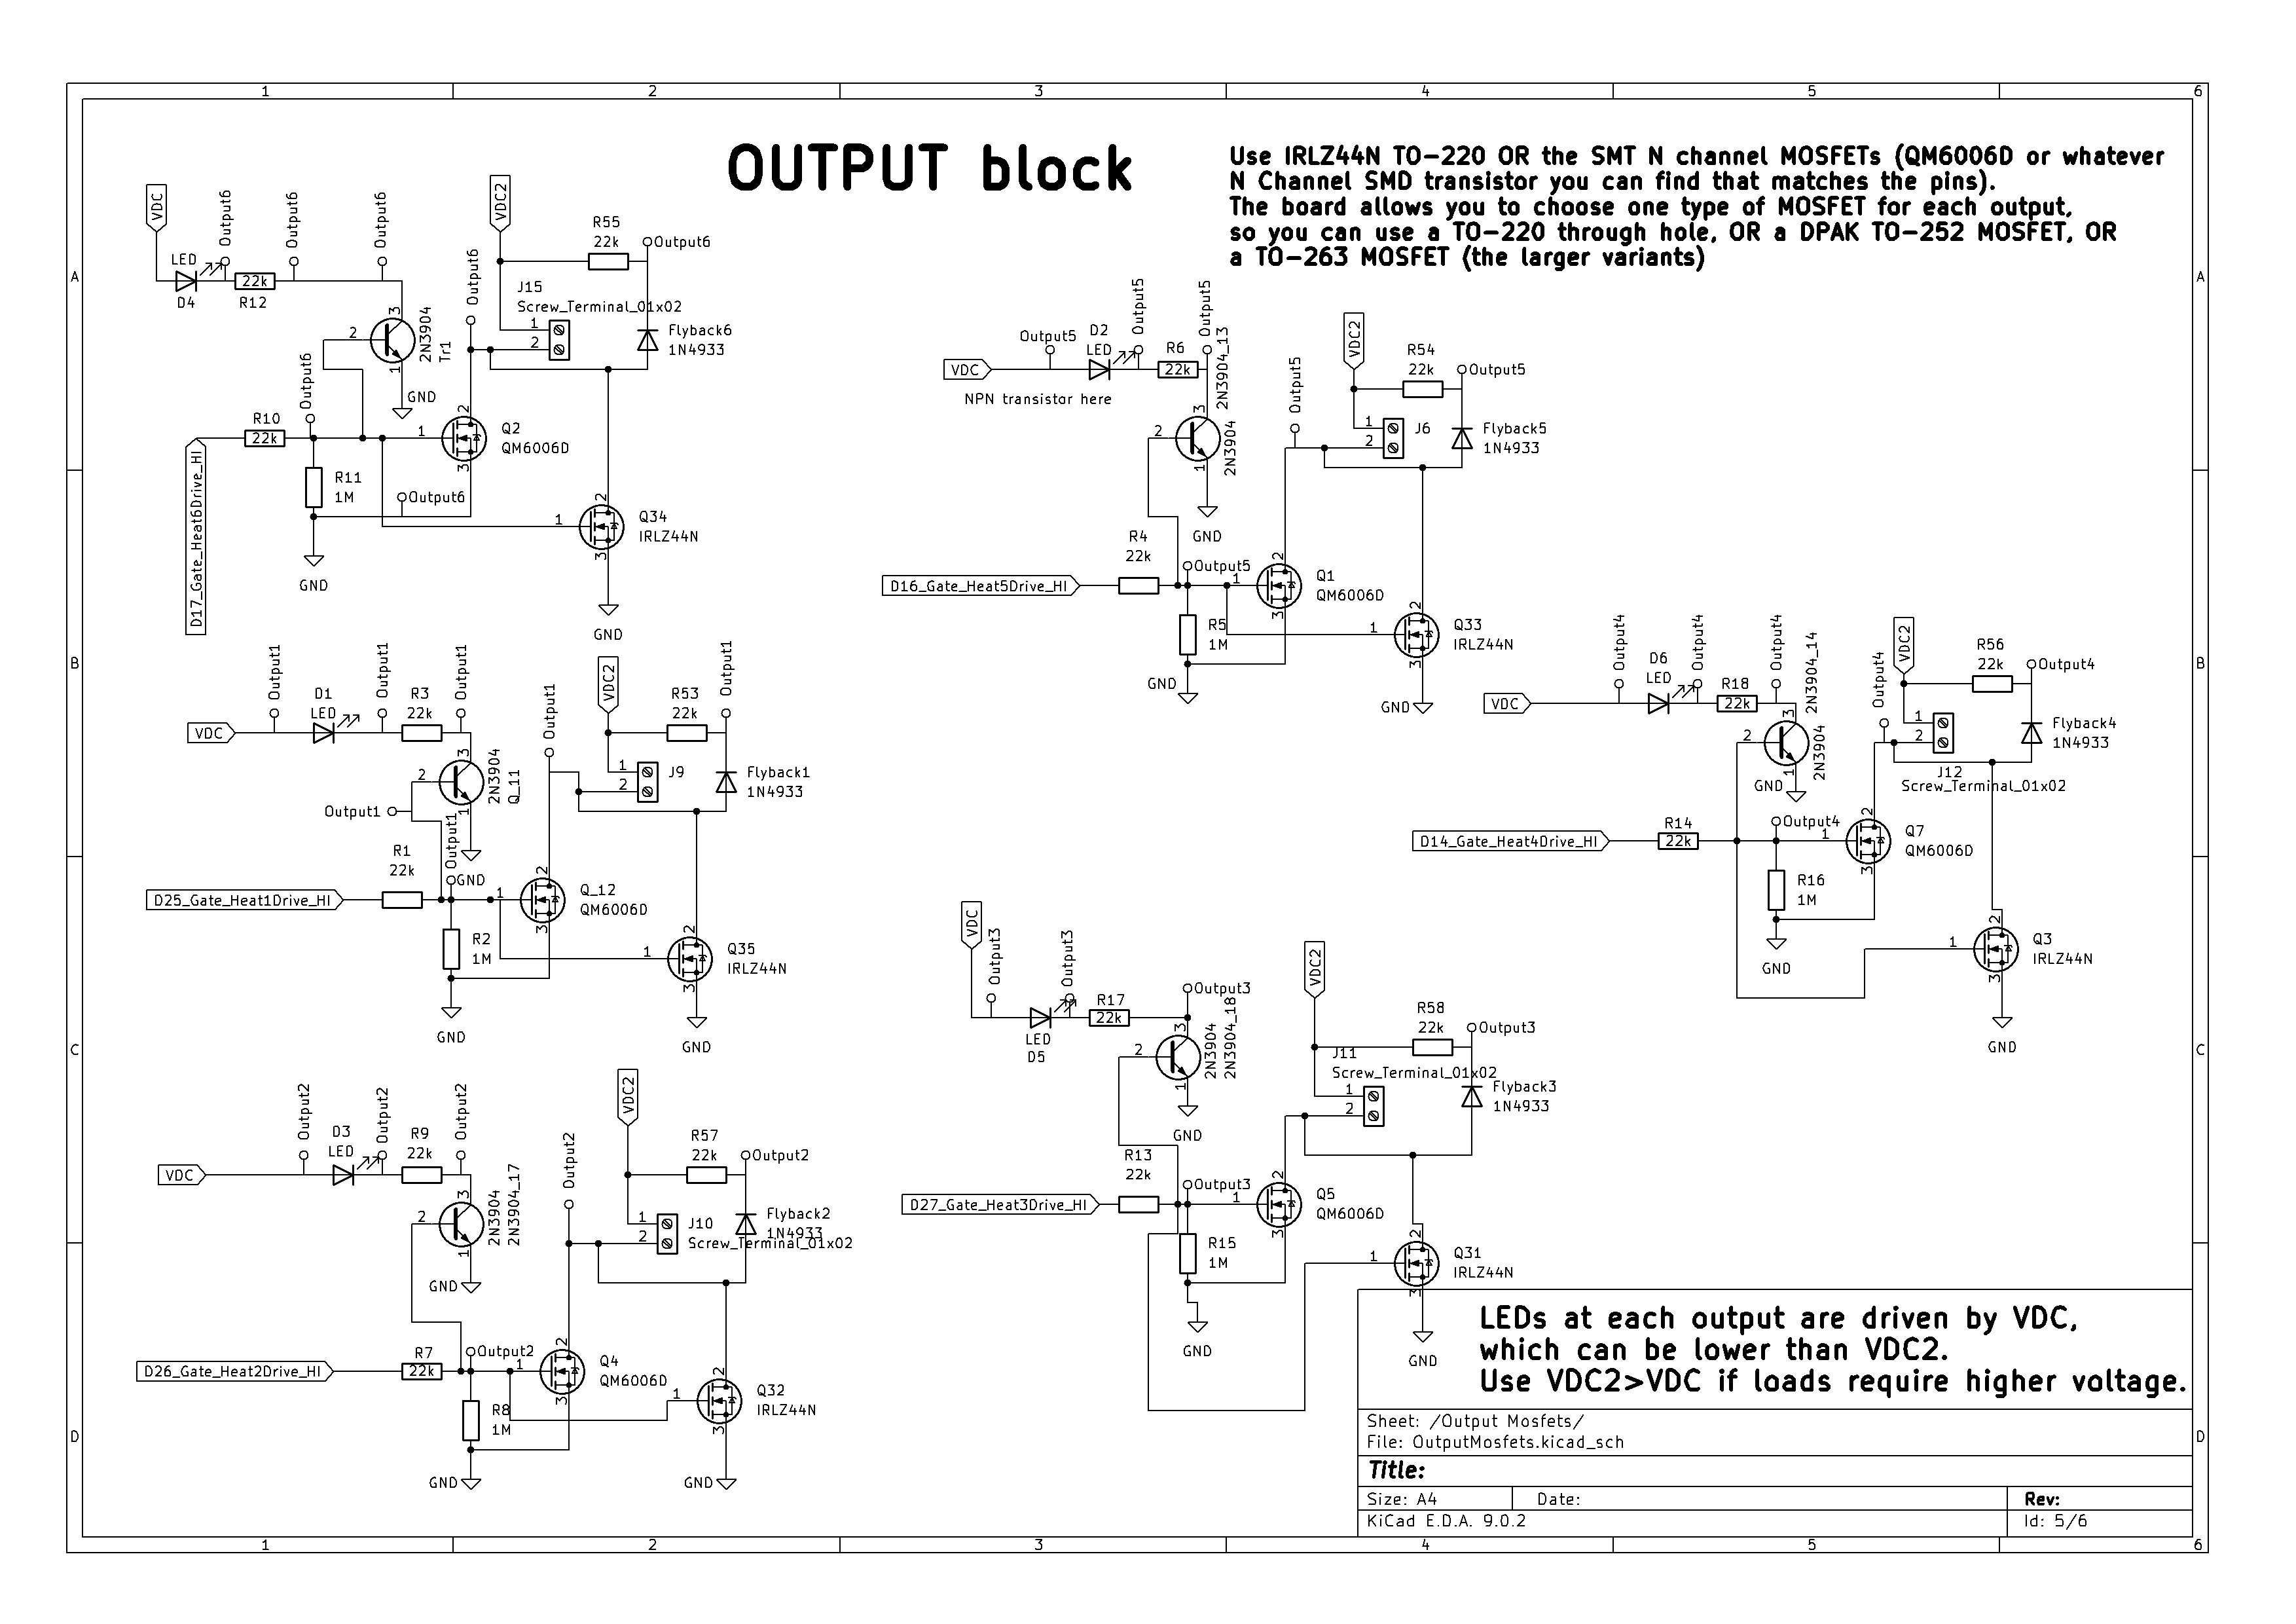 OUTPUT block
Use IRLZ44N TO-220 OR the SMT N channel MOSFETs (QM6006D or whatever
N Channel SMD transistor you can find that matches the pins).
The board allows you to choose one type of MOSFET for each output,
so you can use a TO-220 through hole, OR a DPAK TO-252 MOSFET, OR
a TO-263 MOSFET (the larger variants)
1 2 3 4 5 6
A
B
C
D
VDC
Output6
Output6
Output6
LED
D4
22k
R12
3
2
1
2N3904
Tr1
GND
Output6
VDC2
R55
22k
Output6
J15
Screw_Terminal_01x02
1
2
Flyback6
1N4933
Output6
R10
22k
D17_Gate_Heat6Drive_HI
1
2
3
Q2
QM6006D
R11
1M
Output6
GND
1
2
3
Q34
IRLZ44N
GND
VDC
Output1
D1
LED
Output1
R3
22k
Output1
3
2
1
2N3904
Q_11
Output1
Output1
GND
Output1
VDC2
R53
22k
Output1
1
2
J9
Flyback1
1N4933
D25_Gate_Heat1Drive_HI
R1
22k
1
2
3
Q_12
QM6006D
R2
1M
GND
1
2
3
Q35
IRLZ44N
GND
VDC
Output2
D3
LED
Output2
R9
22k
Output2
3
2
1
2N3904
2N3904_17
GND
Output2
VDC2
R57
22k
Output2
1
2
J10
Screw_Terminal_01x02
Flyback2
1N4933
D26_Gate_Heat2Drive_HI
R7
22k
Output2
1
2
3
Q4
QM6006D
R8
1M
GND
1
2
3
Q32
IRLZ44N
GND
VDC
Output5
NPN transistor here
D2
LED
Output5
R6
22k
Output5
3
2
1
2N3904_13
2N3904
GND
Output5
VDC2
R54
22k
Output5
1
2
J6
Flyback5
1N4933
D16_Gate_Heat5Drive_HI
R4
22k
Output5
1
2
3
Q1
QM6006D
R5
1M
GND
1
2
3
Q33
IRLZ44N
GND
VDC
Output4
D6
LED
Output4
R18
22k
Output4
3
2
1
2N3904_14
2N3904
GND
Output4
VDC2
R56
22k
Output4
1
2
J12
Screw_Terminal_01x02
Flyback4
1N4933
D14_Gate_Heat4Drive_HI
R14
22k
Output4
1
2
3
Q7
QM6006D
R16
1M
GND
1
2
3
Q3
IRLZ44N
GND
VDC
Output3
LED
D5
Output3
R17
22k
Output3
3
2
1
2N3904
2N3904_18
GND
VDC2
R58
22k
Output3
J11
Screw_Terminal_01x02
1
2
Flyback3
1N4933
D27_Gate_Heat3Drive_HI
R13
22k
Output3
1
2
3
Q5
QM6006D
R15
1M
GND
1
2
3
Q31
IRLZ44N
GND
LEDs at each output are driven by VDC,
which can be lower than VDC2.
Use VDC2>VDC if loads require higher voltage.
Sheet: /Output Mosfets/
File: OutputMosfets.kicad_sch
Title:
Size: A4 Date: Rev:
KiCad E.D.A. 9.0.2 Id: 5/6
A
B
C
D
1 2 3 4 5 6